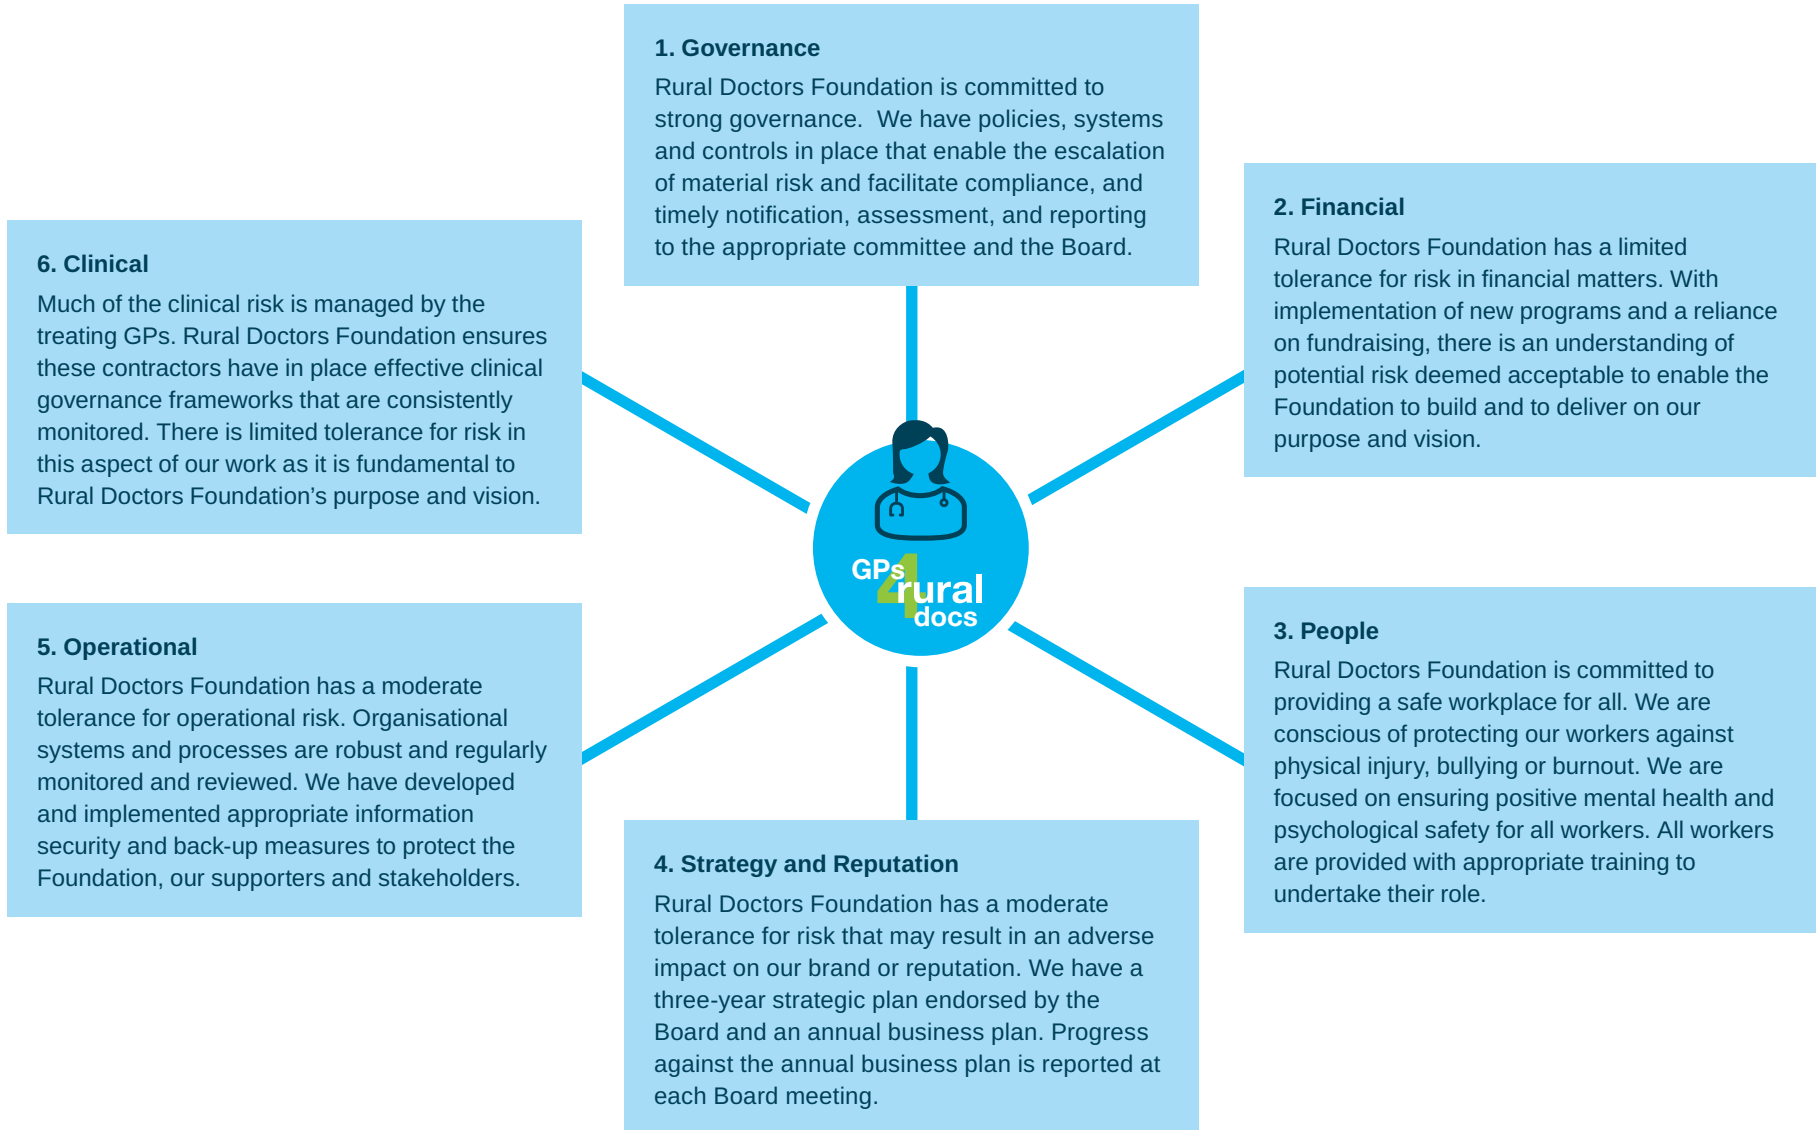 1. Governance
Rural Doctors Foundation is committed to
strong governance.  We have policies, systems
and controls in place that enable the escalation
of material risk and facilitate compliance, and
timely notification, assessment, and reporting
to the appropriate committee and the Board.
2. Financial
Rural Doctors Foundation has a limited
tolerance for risk in financial matters. With
implementation of new programs and a reliance
on fundraising, there is an understanding of
potential risk deemed acceptable to enable the
Foundation to build and to deliver on our
purpose and vision.
3. People
Rural Doctors Foundation is committed to
providing a safe workplace for all. We are
conscious of protecting our workers against
physical injury, bullying or burnout. We are
focused on ensuring positive mental health and
psychological safety for all workers. All workers
are provided with appropriate training to
undertake their role.
4. Strategy and Reputation
Rural Doctors Foundation has a moderate
tolerance for risk that may result in an adverse
impact on our brand or reputation. We have a
three-year strategic plan endorsed by the
Board and an annual business plan. Progress
against the annual business plan is reported at
each Board meeting.
5. Operational
Rural Doctors Foundation has a moderate
tolerance for operational risk. Organisational
systems and processes are robust and regularly
monitored and reviewed. We have developed
and implemented appropriate information
security and back-up measures to protect the
Foundation, our supporters and stakeholders.
6. Clinical
Much of the clinical risk is managed by the
treating GPs. Rural Doctors Foundation ensures
these contractors have in place effective clinical
governance frameworks that are consistently
monitored. There is limited tolerance for risk in
this aspect of our work as it is fundamental to
Rural Doctors Foundation’s purpose and vision.
GPs
4
rural
docs